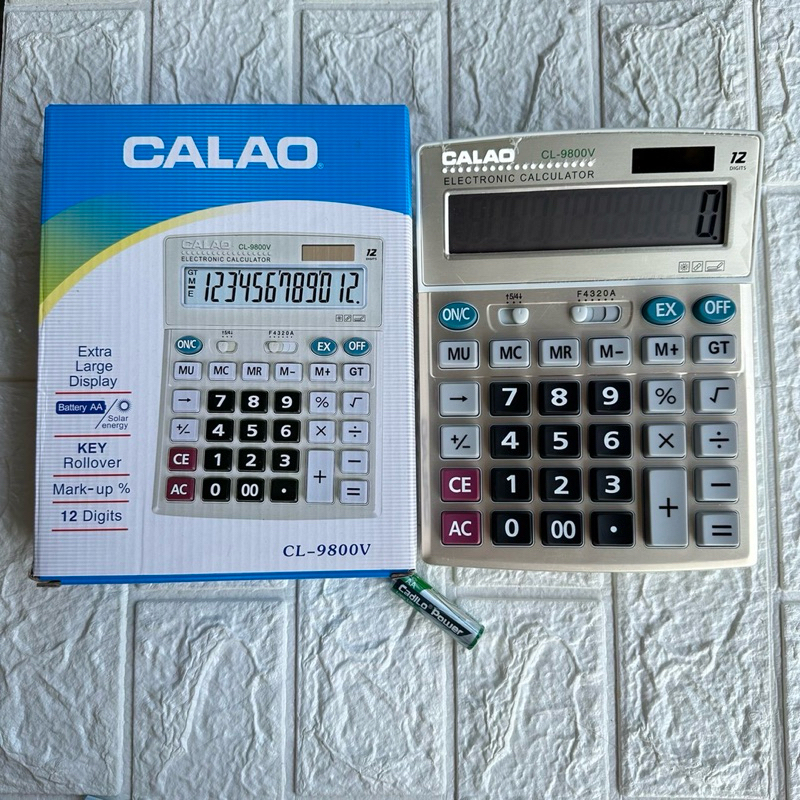 CALAO
CALAO CL-9800V
ELECTRONIC CALCULATOR
12
DIGITS
GT
M
E
123456789012.
↑5/4↓
F4320A
ON/C EX OFF
MU MC MR M- M+ GT
→ 7 8 9 % √
+/- 4 5 6 × ÷
CE 1 2 3 + −
AC 0 00 • =
Extra
Large
Display
Battery AA / Solar
energy
KEY
Rollover
Mark-up %
12 Digits
CL-9800V
CALAO CL-9800V
ELECTRONIC CALCULATOR
12
DIGITS
0.
↑5/4↓
F4320A
ON/C EX OFF
MU MC MR M- M+ GT
→ 7 8 9 % √
+/- 4 5 6 × ÷
CE 1 2 3 + −
AC 0 00 • =
AA
Cadilo Power